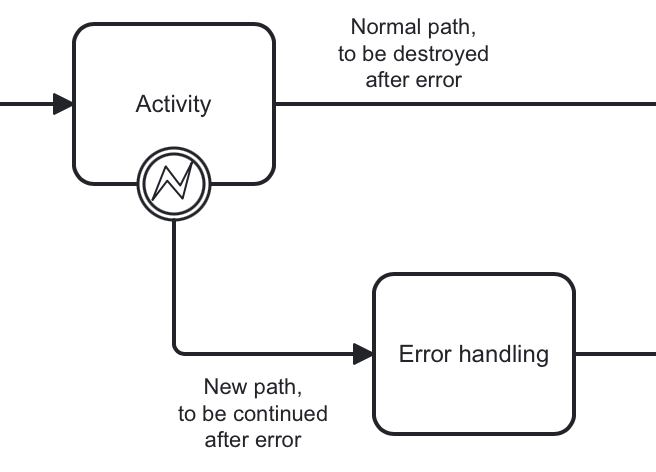 Normal path,
to be destroyed
after error
Activity
Error handling
New path,
to be continued
after error